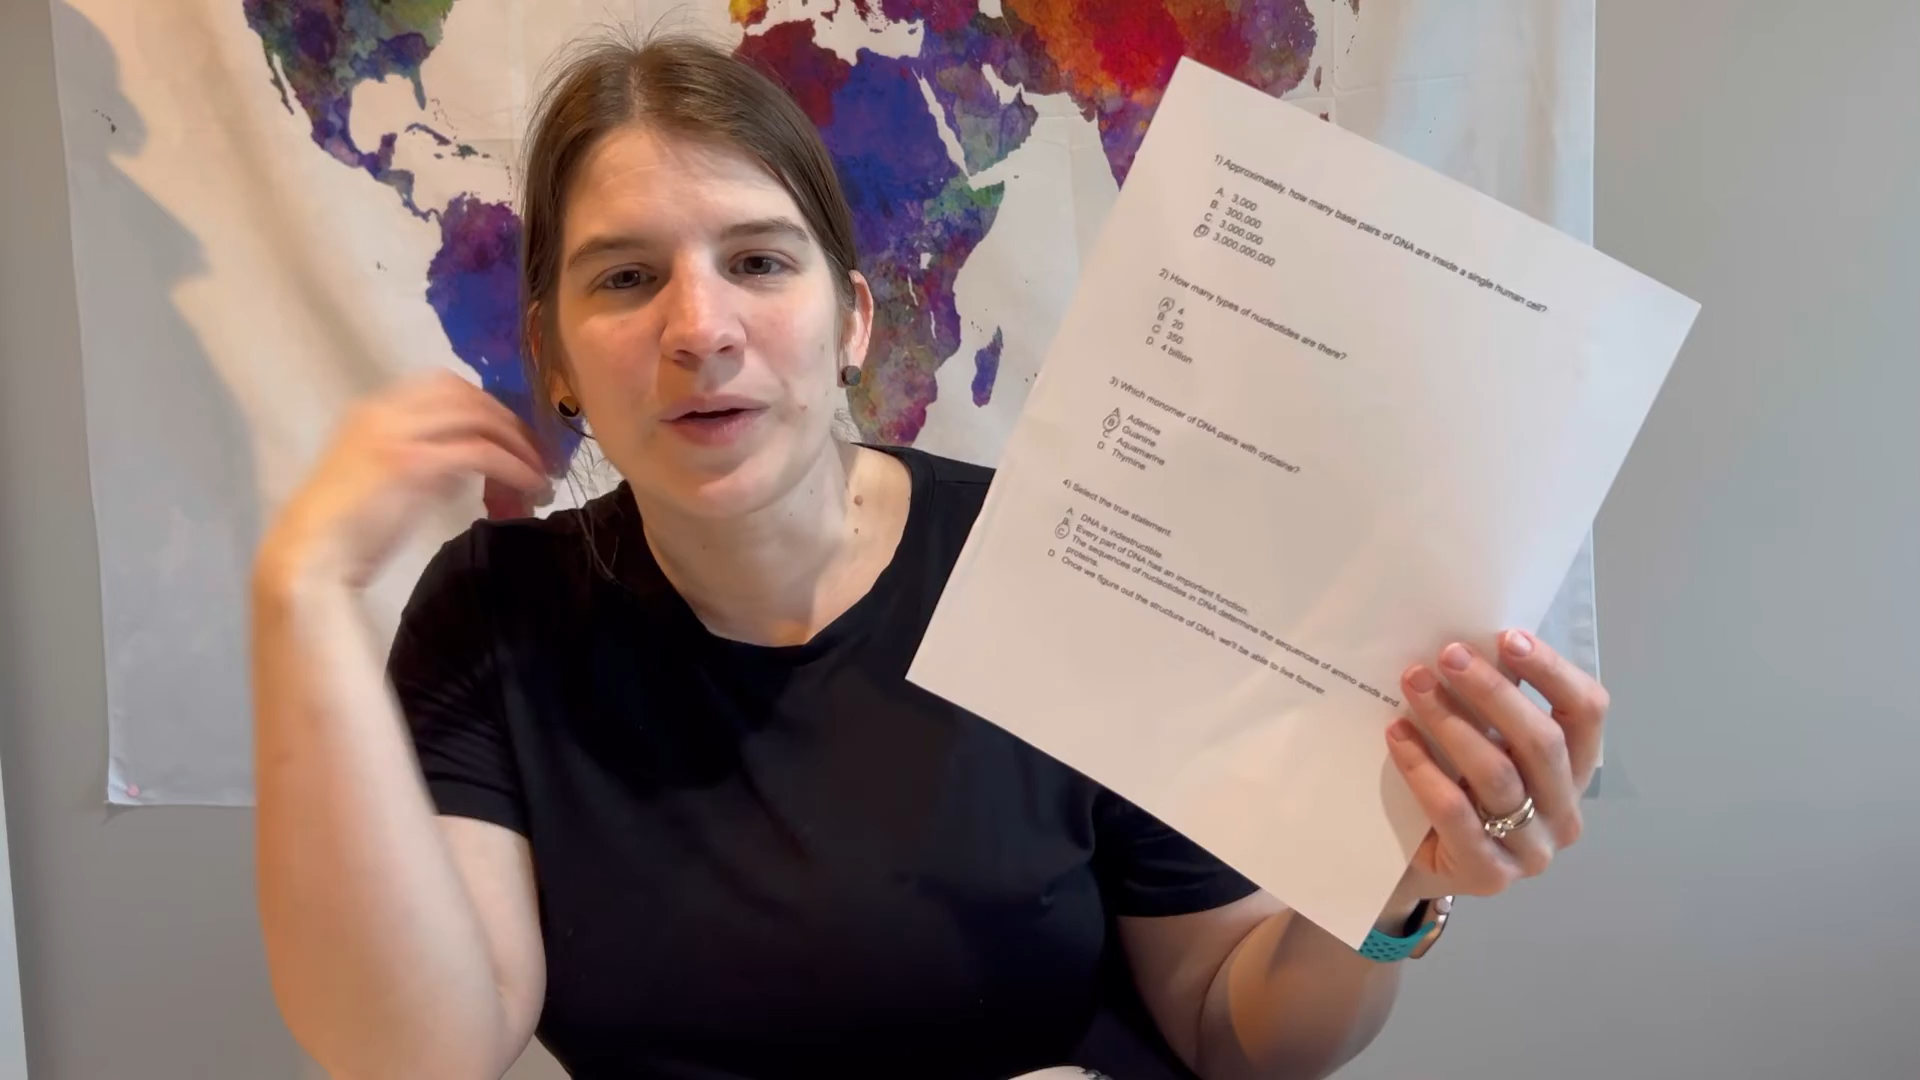 1) Approximately, how many base pairs of DNA are inside a single human cell?
A. 3,000
B. 300,000
C. 3,000,000
D. 3,000,000,000
2) How many types of nucleotides are there?
A. 4
B. 20
C. 350
D. 4 billion
3) Which monomer of DNA pairs with cytosine?
A. Adenine
B. Guanine
C. Aquamarine
D. Thymine
4) Select the true statement.
A. DNA is indestructible.
B. Every part of DNA has an important function.
C. The sequences of nucleotides in DNA determine the sequences of amino acids and
proteins.
D. Once we figure out the structure of DNA, we'll be able to live forever.